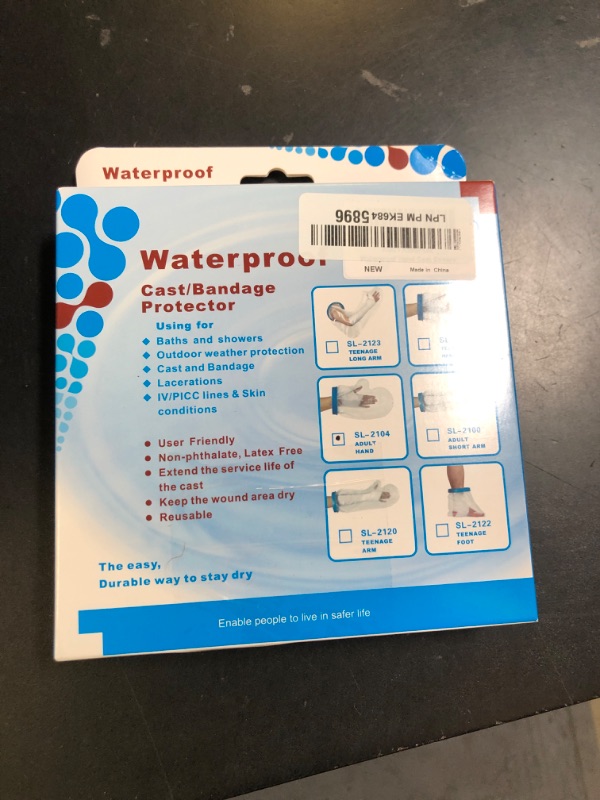 Waterproof
LPN PM EK684 5896
Waterproof
NEW Made in China
Cast/Bandage
Protector
Using for
Baths and showers
Outdoor weather protection
Cast and Bandage
Lacerations
IV/PICC lines & Skin
conditions
User Friendly
Non-phthalate, Latex Free
Extend the service life of
the cast
Keep the wound area dry
Reusable
SL-2123
TEENAGE
LONG ARM
SL-2104
ADULT
HAND
SL-2100
ADULT
SHORT ARM
SL-2120
TEENAGE
ARM
SL-2122
TEENAGE
FOOT
The easy,
Durable way to stay dry
Enable people to live in safer life